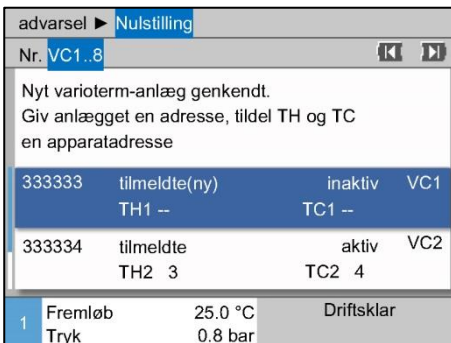 advarsel ► Nulstilling
Nr. VC1..8
Nyt varioterm-anlæg genkendt.
Giv anlægget en adresse, tildel TH og TC
en apparatadresse
333333 tilmeldte(ny) inaktiv VC1
TH1 -- TC1 --
333334 tilmeldte aktiv VC2
TH2 3 TC2 4
1 Fremløb 25.0 °C Driftsklar
Tryk 0.8 bar